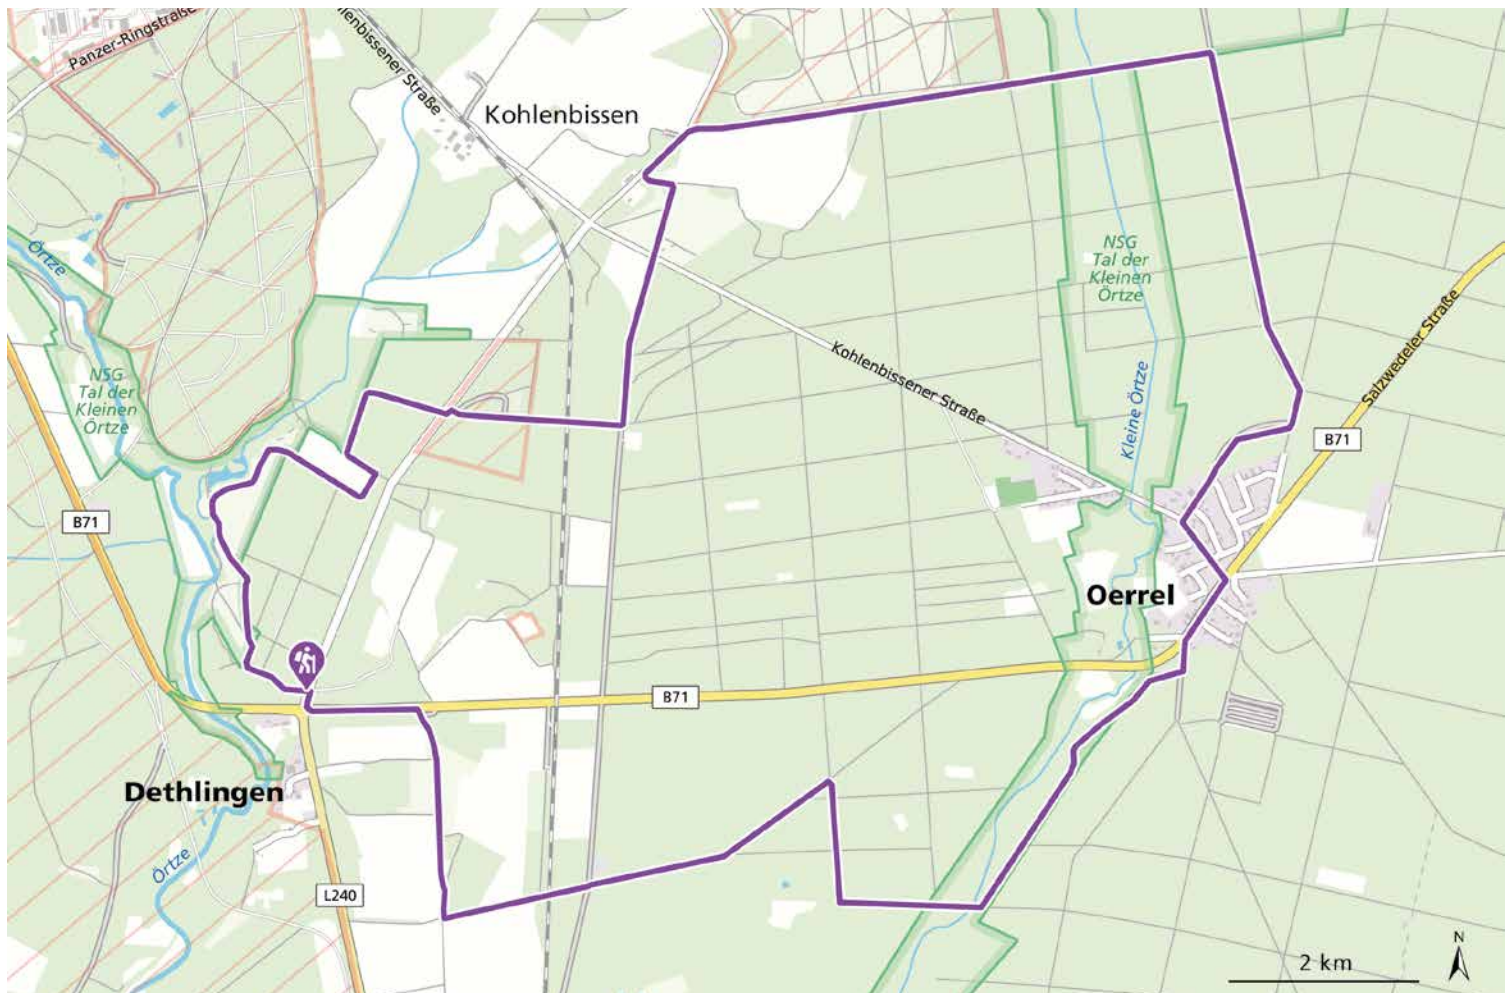 Panzer-Ringstraße
hlenbissener Straße
Kohlenbissen
Örtze
NSG
Tal der
Kleinen
Örtze
NSG
Tal der
Kleinen
Örtze
Kohlenbissener Straße
Kleine Örtze
Salzwedeler Straße
B71
B71
Oerrel
B71
Dethlingen
Örtze
L240
2 km
N